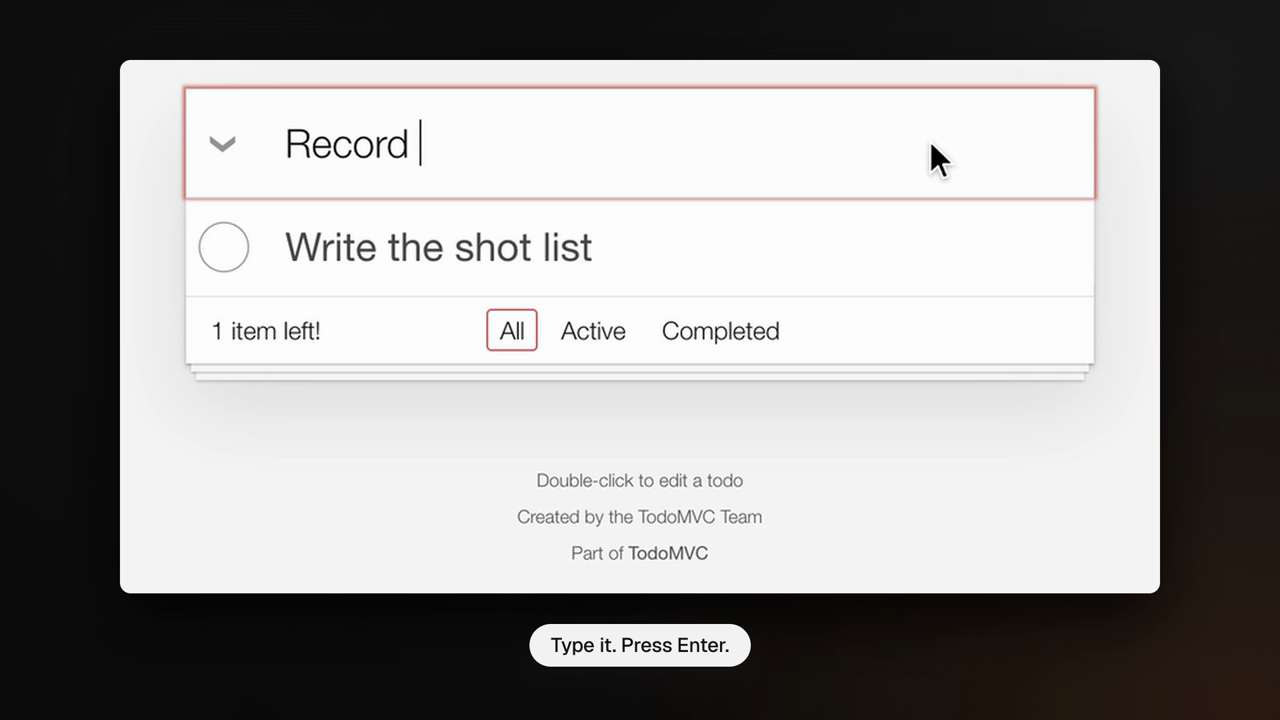 Record
Write the shot list
1 item left!
All
Active
Completed
Double-click to edit a todo
Created by the TodoMVC Team
Part of TodoMVC
Type it. Press Enter.